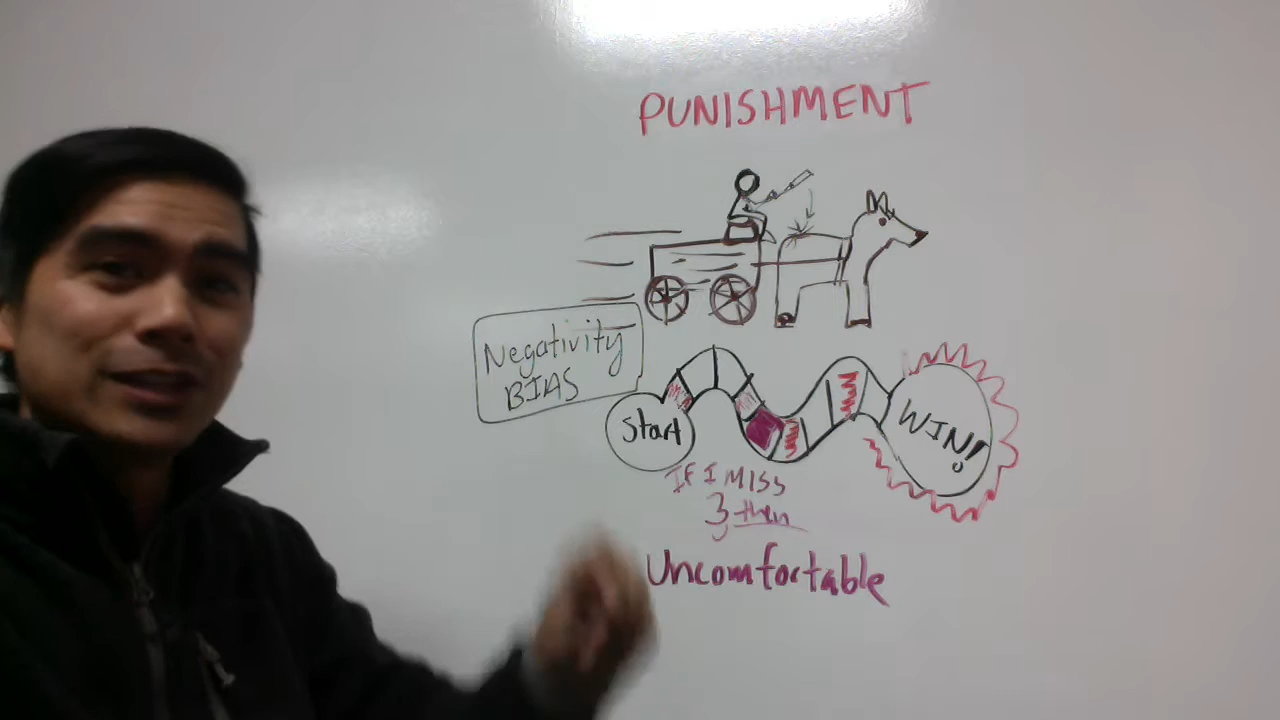 PUNISHMENT
Negativity
BIAS
Start
WIN!
IF I MISS
3 then
Uncomfortable